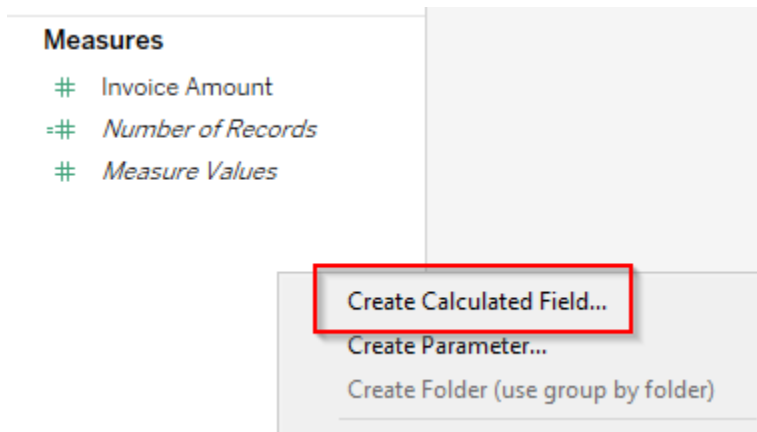 Measures
Invoice Amount
Number of Records
Measure Values
Create Calculated Field...
Create Parameter...
Create Folder (use group by folder)